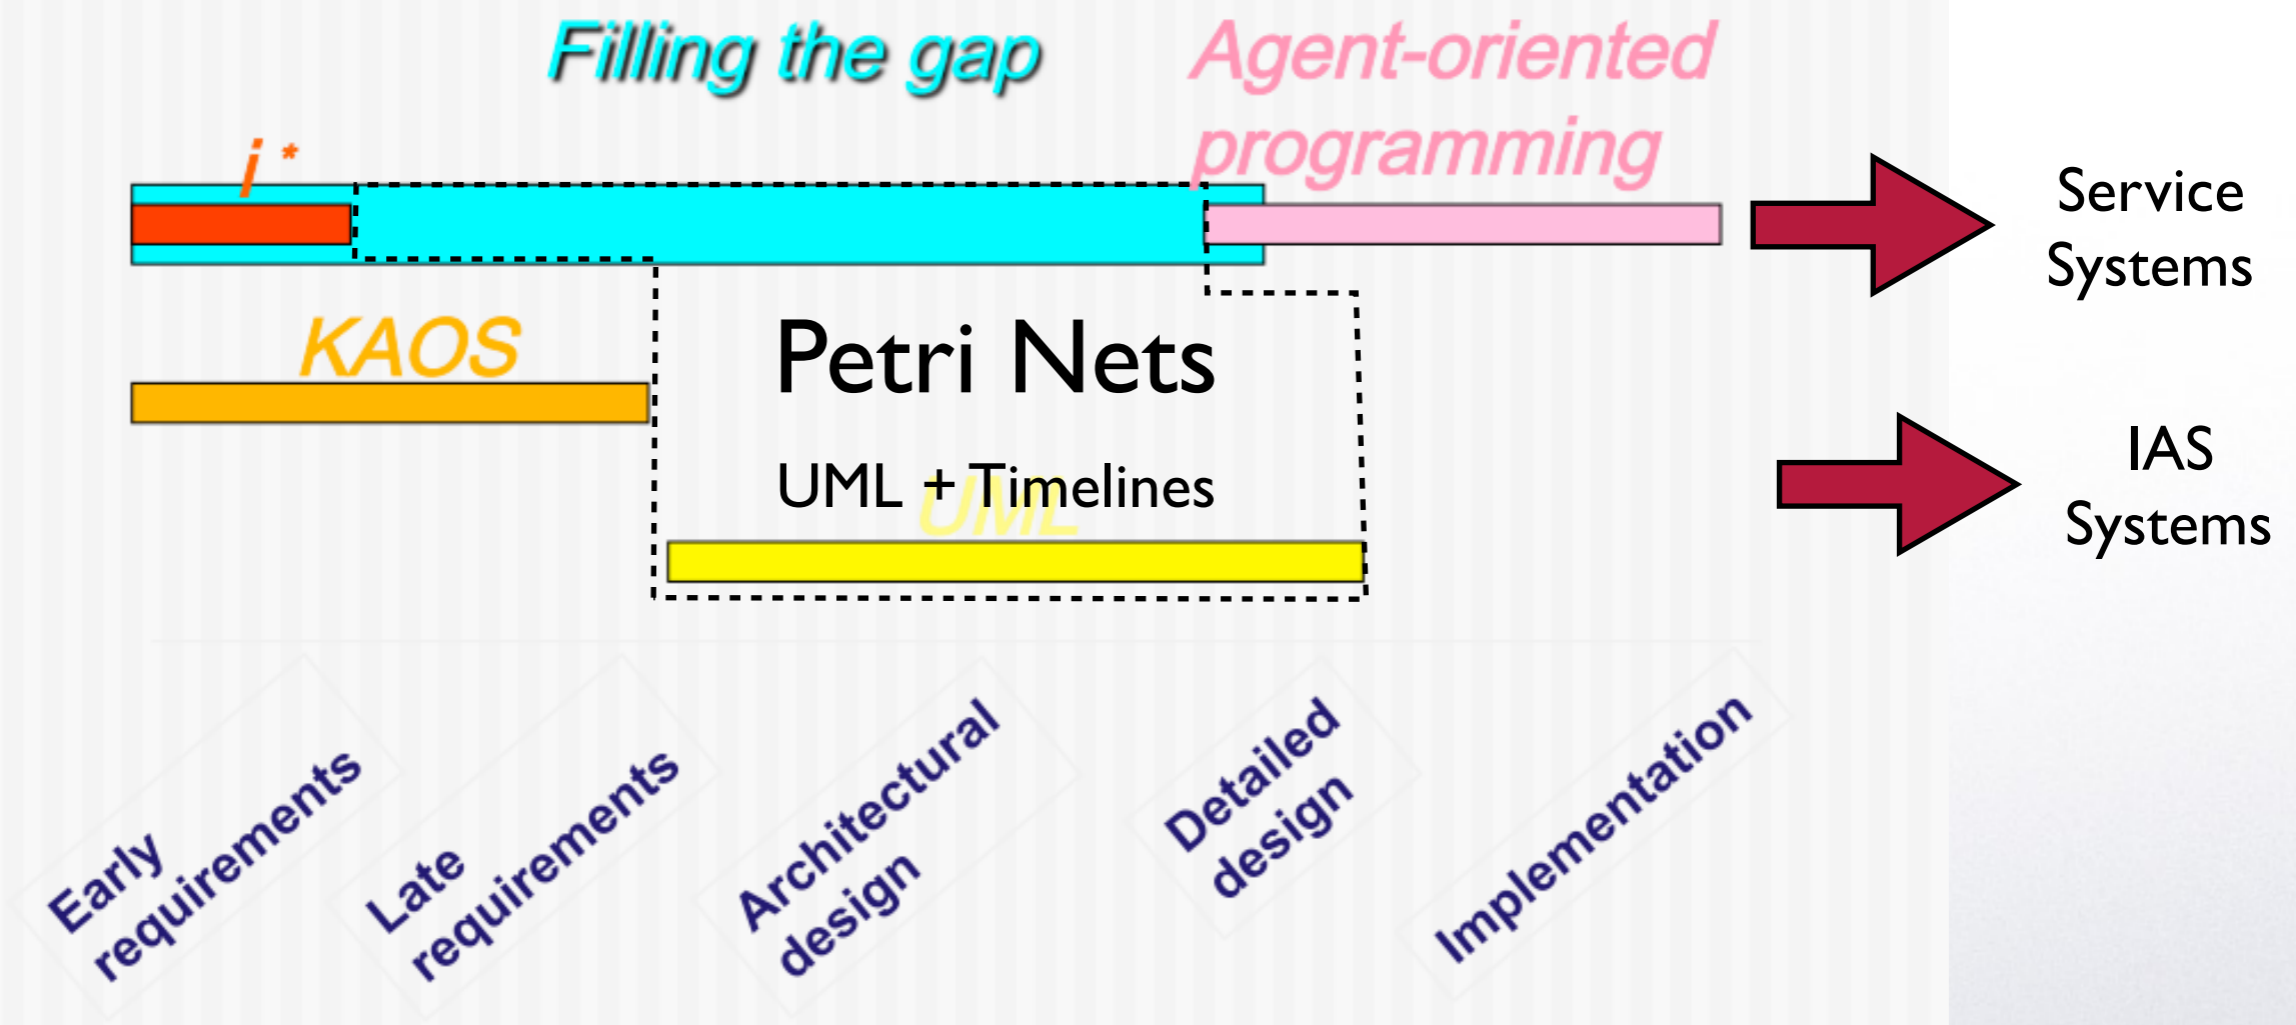 Filling the gap
Agent-oriented
programming
i *
Service
Systems
KAOS
Petri Nets
UML + Timelines
UML
IAS
Systems
Early
requirements
Late
requirements
Architectural
design
Detailed
design
Implementation